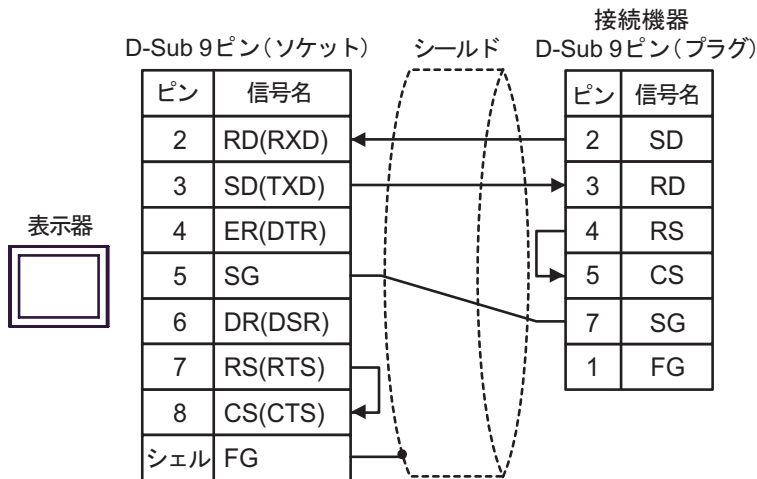 接続機器
D-Sub 9ピン(ソケット) シールド D-Sub 9ピン(プラグ)
ピン 信号名 ピン 信号名
2 RD(RXD) 2 SD
3 SD(TXD) 3 RD
表示器 4 ER(DTR) 4 RS
5 SG 5 CS
6 DR(DSR) 7 SG
7 RS(RTS) 1 FG
8 CS(CTS)
シェル FG